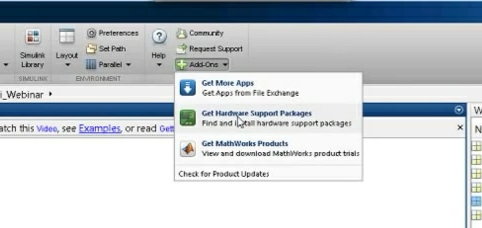 Preferences
Community
Set Path
Request Support
Simulink Library
Layout
Parallel
Help
Add-Ons
SIMULINK
ENVIRONMENT
i_Webinar
Get More Apps
Get Apps from File Exchange
Get Hardware Support Packages
Find and install hardware support packages
atch this Video, see Examples, or read Gett
Get MathWorks Products
View and download MathWorks product trials
Check for Product Updates
W
N